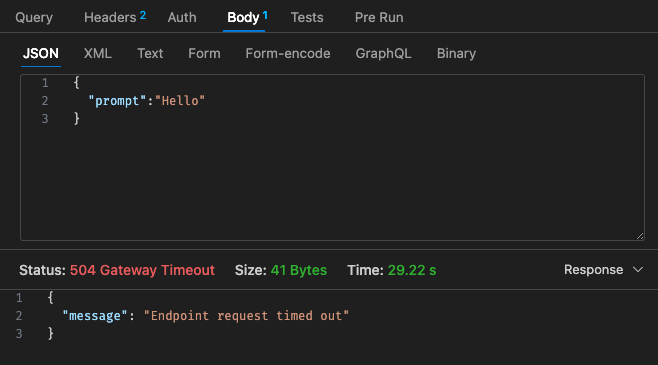 Query Headers 2 Auth Body 1 Tests Pre Run
JSON XML Text Form Form-encode GraphQL Binary
1 {
2 "prompt":"Hello"
3 }
Status: 504 Gateway Timeout Size: 41 Bytes Time: 29.22 s Response
1 {
2 "message": "Endpoint request timed out"
3 }